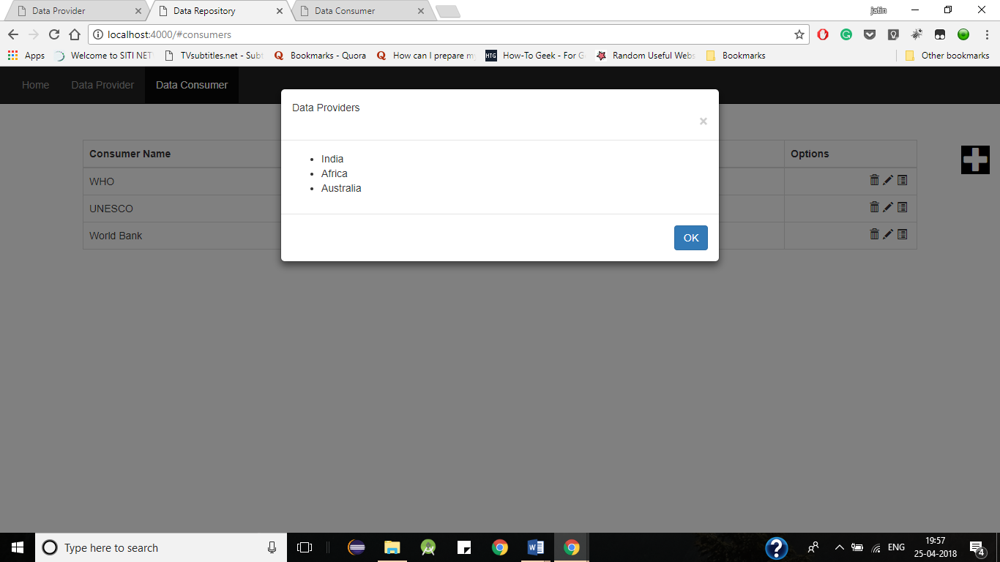 Data Provider
Data Repository
Data Consumer
jatin
localhost:4000/#consumers
Apps
Welcome to SITI NET
TVsubtitles.net - Subt
Bookmarks - Quora
How can I prepare my
HTG
How-To Geek - For G
Random Useful Webs
Bookmarks
Other bookmarks
Home
Data Provider
Data Consumer
Data Providers
×
India
Africa
Australia
OK
Consumer Name
Options
WHO
UNESCO
World Bank
Type here to search
ENG
19:57
25-04-2018
4